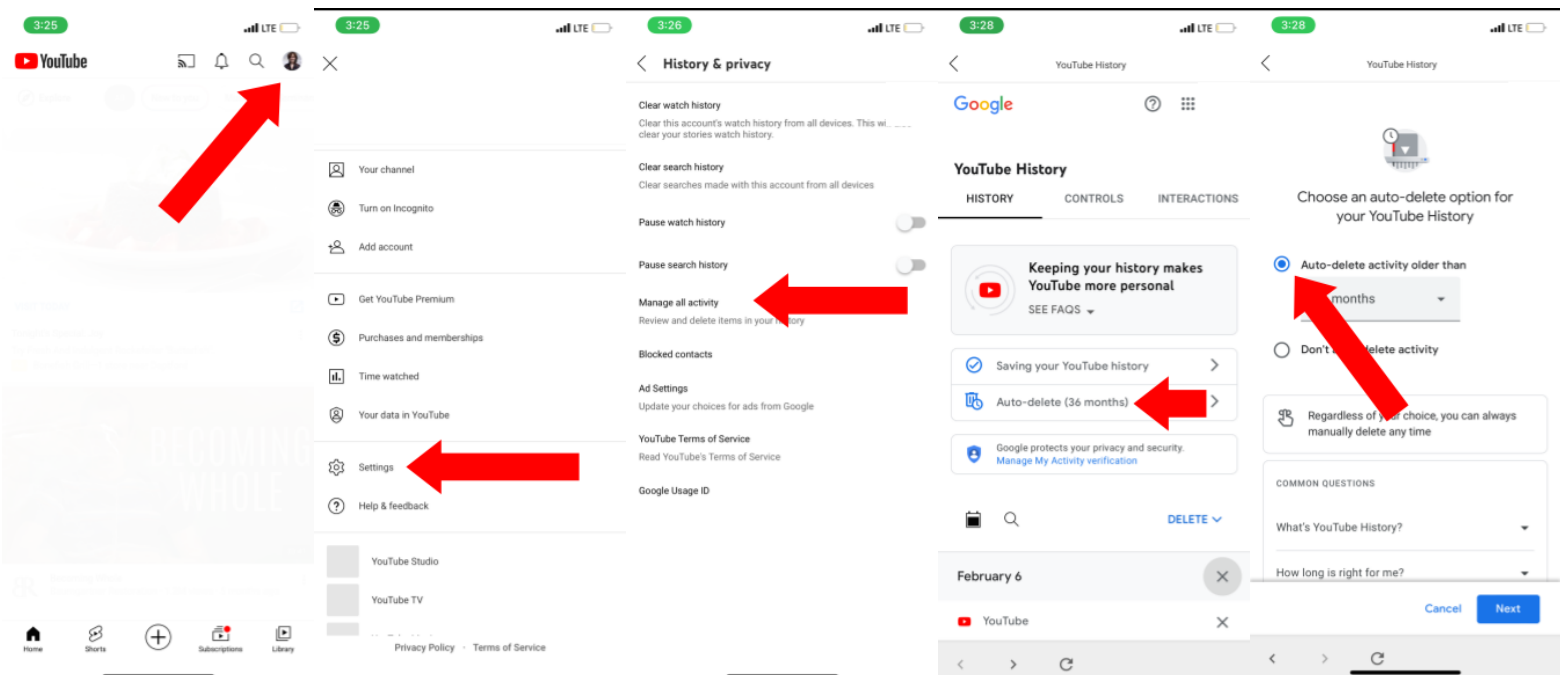 3:25
LTE
YouTube
BECOMING
WHOLE
Home
Shorts
Subscriptions
Library
3:25
LTE
Your channel
Turn on Incognito
Add account
Get YouTube Premium
Purchases and memberships
Time watched
Your data in YouTube
Settings
Help & feedback
YouTube Studio
YouTube TV
Privacy Policy · Terms of Service
3:26
LTE
History & privacy
Clear watch history
Clear this account's watch history from all devices. This
clear your stories watch history.
Clear search history
Clear searches made with this account from all devices
Pause watch history
Pause search history
Manage all activity
Review and delete items in your history
Blocked contacts
Ad Settings
Update your choices for ads from Google
YouTube Terms of Service
Read YouTube's Terms of Service
Google Usage ID
3:28
LTE
YouTube History
Google
YouTube History
HISTORY CONTROLS INTERACTIONS
Keeping your history makes
YouTube more personal
SEE FAQS
Saving your YouTube history
Auto-delete (36 months)
Google protects your privacy and security.
Manage My Activity verification
DELETE
February 6
YouTube
3:28
LTE
YouTube History
Choose an auto-delete option for
your YouTube History
Auto-delete activity older than
months
Don't delete activity
Regardless of your choice, you can always
manually delete any time
COMMON QUESTIONS
What's YouTube History?
How long is right for me?
Cancel Next